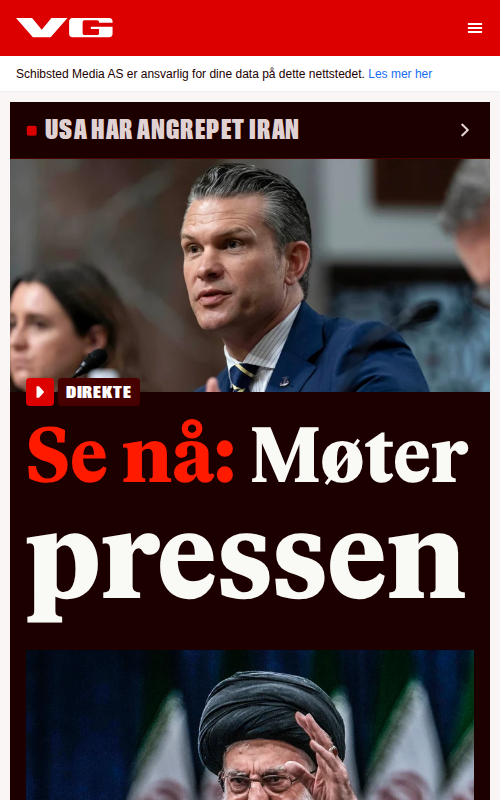 VG
Schibsted Media AS er ansvarlig for dine data på dette nettstedet. Les mer her
USA HAR ANGREPET IRAN
DIREKTE
Se nå: Møter
pressen